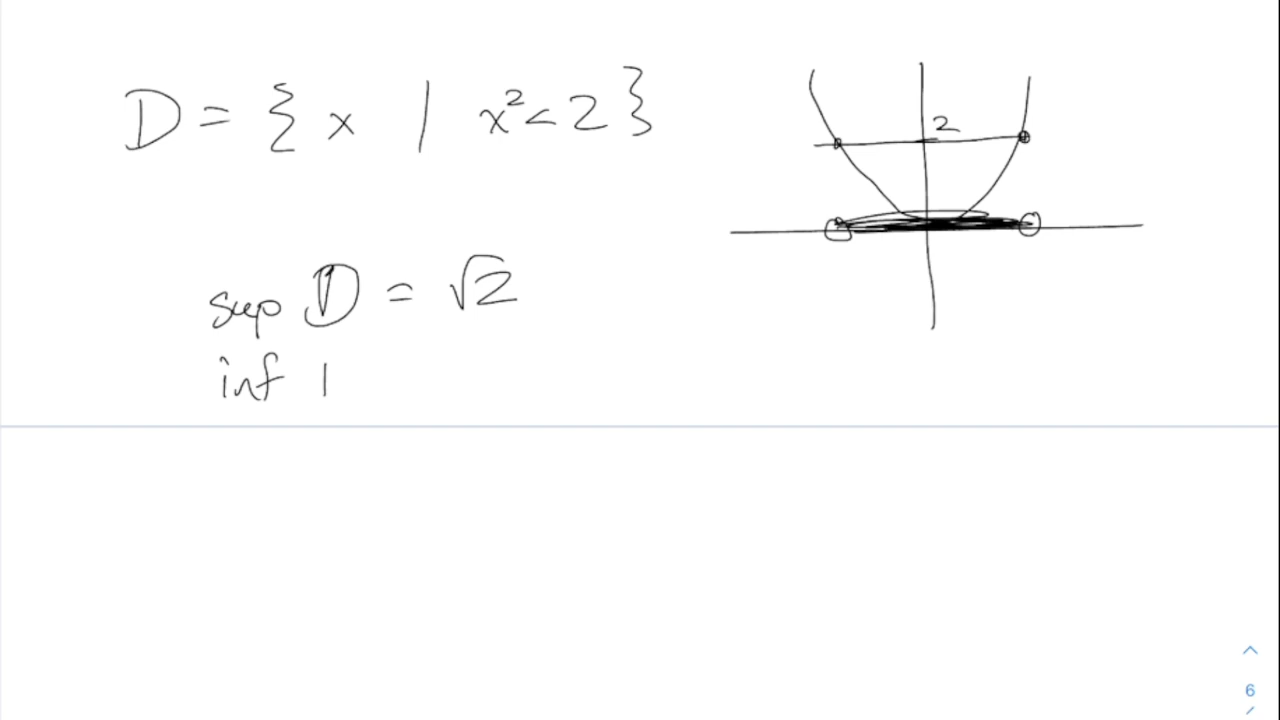 D = { x | x² < 2 }
2
sup D = √2
inf
6